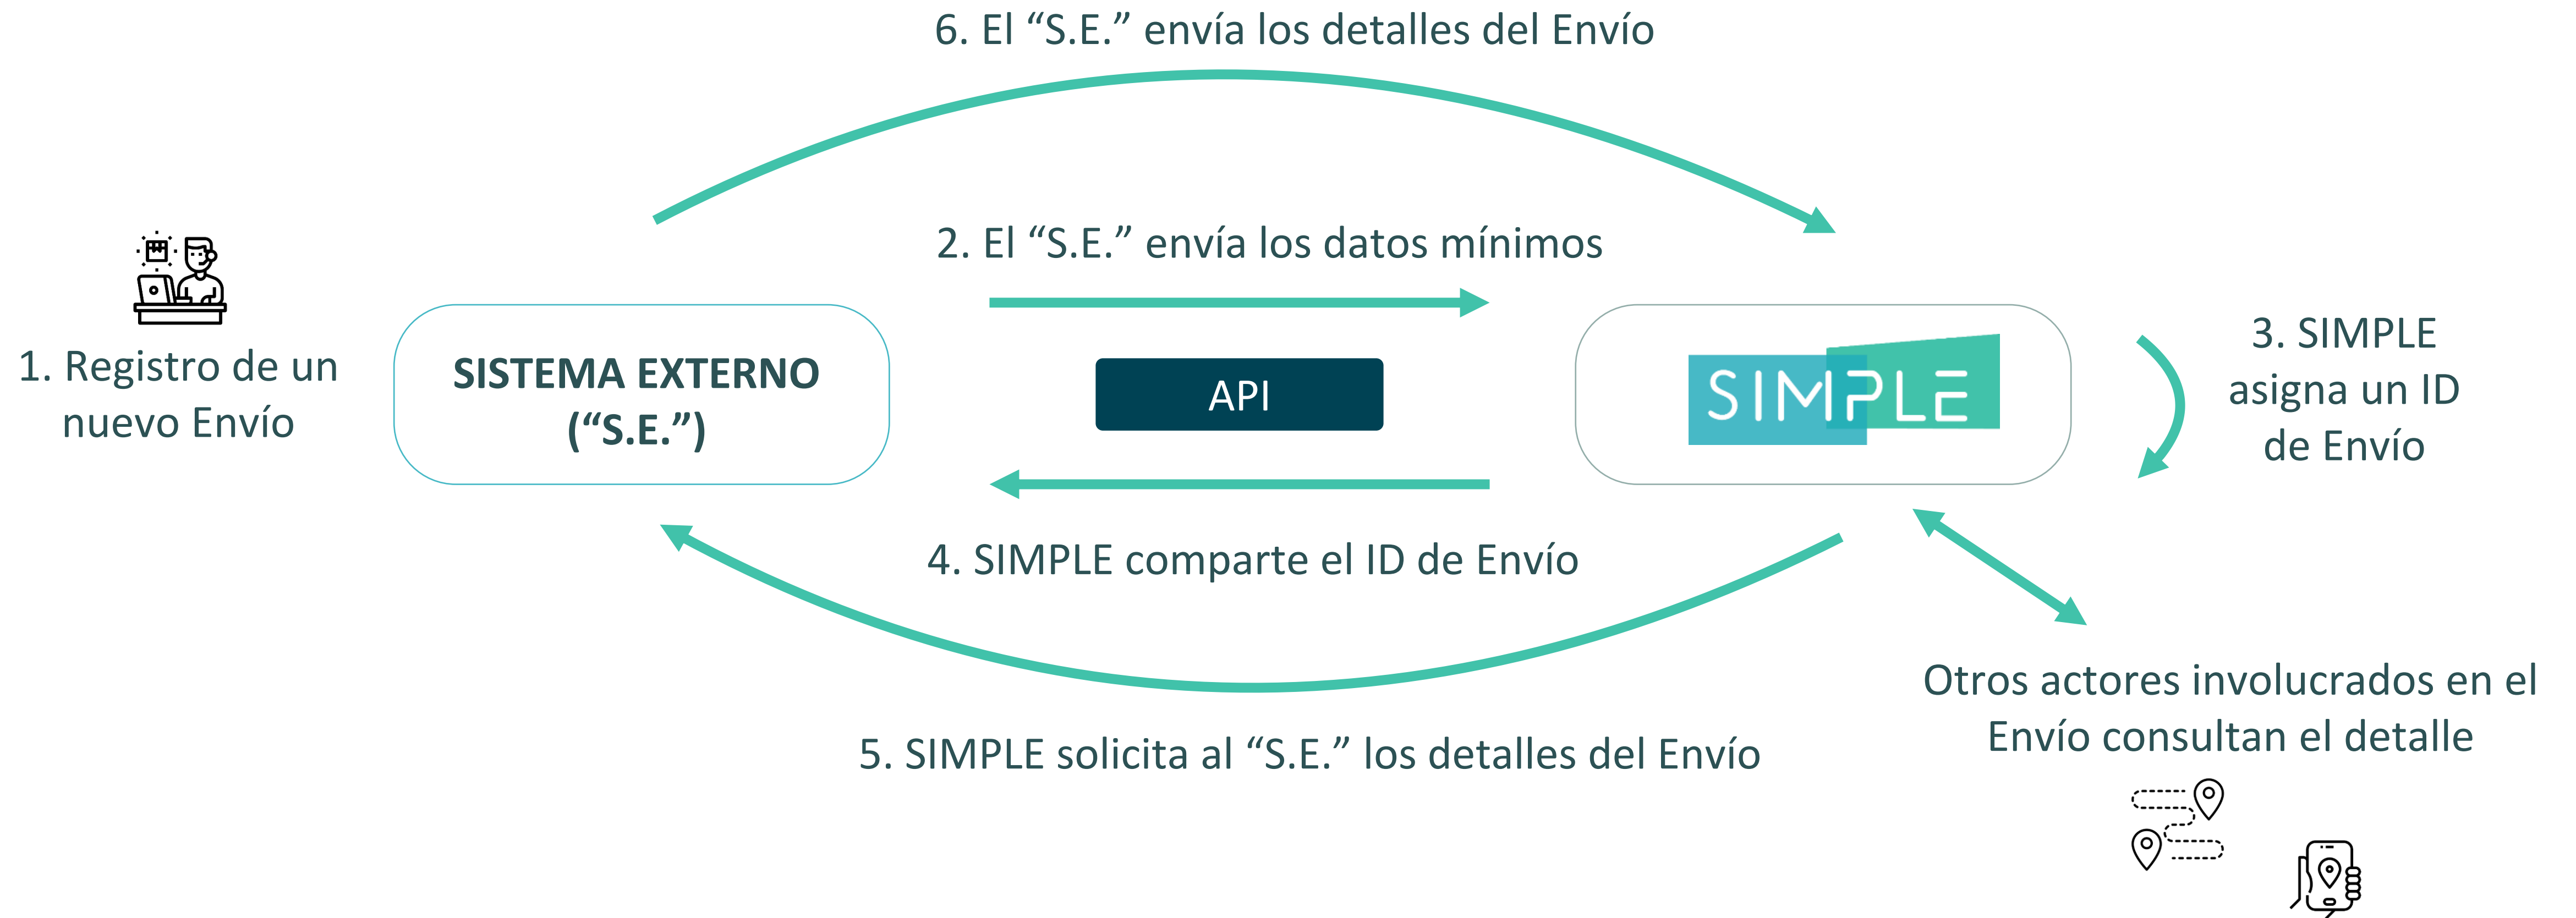 6. El “S.E.” envía los detalles del Envío
2. El “S.E.” envía los datos mínimos
1. Registro de un
nuevo Envío
SISTEMA EXTERNO
(“S.E.”)
API
SIMPLE
3. SIMPLE
asigna un ID
de Envío
4. SIMPLE comparte el ID de Envío
5. SIMPLE solicita al “S.E.” los detalles del Envío
Otros actores involucrados en el
Envío consultan el detalle